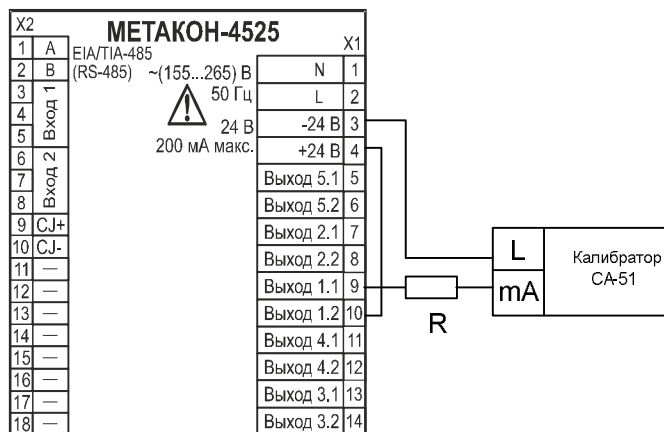 X2
МЕТАКОН-4525
X1
1 A EIA/TIA-485
2 B (RS-485) ~(155...265) В N 1
3 50 Гц L 2
4 Вход 1 24 В -24 В 3
5 200 мА макс. +24 В 4
6 Выход 5.1 5
7 Вход 2 Выход 5.2 6
8 Выход 2.1 7
9 CJ+ Выход 2.2 8
10 CJ- Выход 1.1 9
11 — Выход 1.2 10
12 — Выход 4.1 11
13 — Выход 4.2 12
14 — Выход 3.1 13
15 — Выход 3.2 14
16 —
17 —
18 —
R
L
mA
Калибратор
СА-51